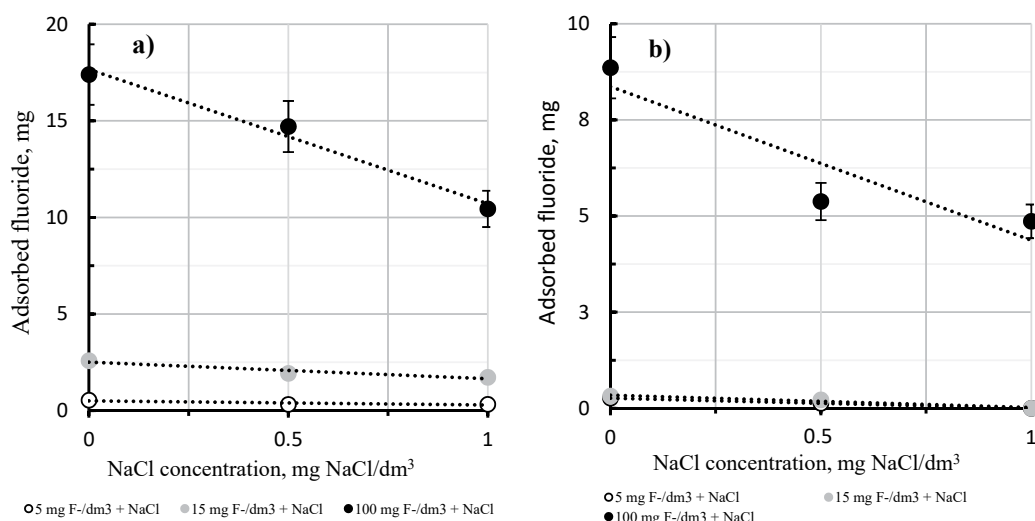 a)
Adsorbed fluoride, mg
20
15
10
5
0
0 0.5 1
NaCl concentration, mg NaCl/dm³
5 mg F-/dm3 + NaCl 15 mg F-/dm3 + NaCl 100 mg F-/dm3 + NaCl
b)
Adsorbed fluoride, mg
10
8
5
3
0
0 0.5 1
NaCl concentration, mg NaCl/dm³
5 mg F-/dm3 + NaCl 15 mg F-/dm3 + NaCl
100 mg F-/dm3 + NaCl